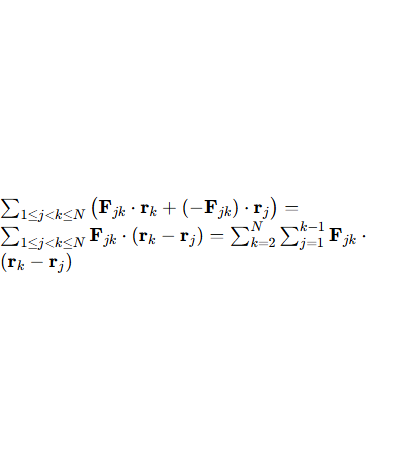 ∑_{1≤j<k≤N} (𝐅_{jk} ⋅ 𝐫_k + (−𝐅_{jk}) ⋅ 𝐫_j) =
∑_{1≤j<k≤N} 𝐅_{jk} ⋅ (𝐫_k − 𝐫_j) = ∑_{k=2}^{N} ∑_{j=1}^{k−1} 𝐅_{jk} ⋅
(𝐫_k − 𝐫_j)